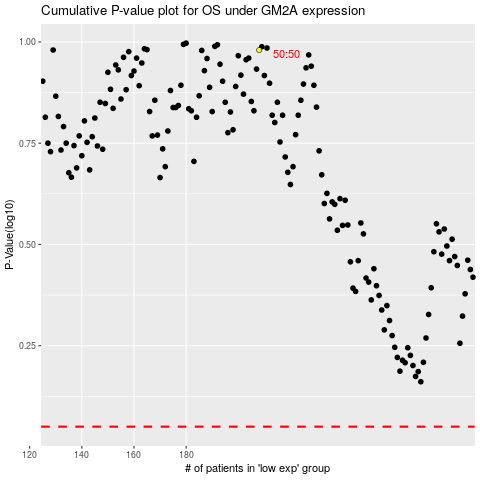 Cumulative P-value plot for OS under GM2A expression
1.00
50:50
0.75
P-Value(log10)
0.50
0.25
120 140 160 180
# of patients in 'low exp' group